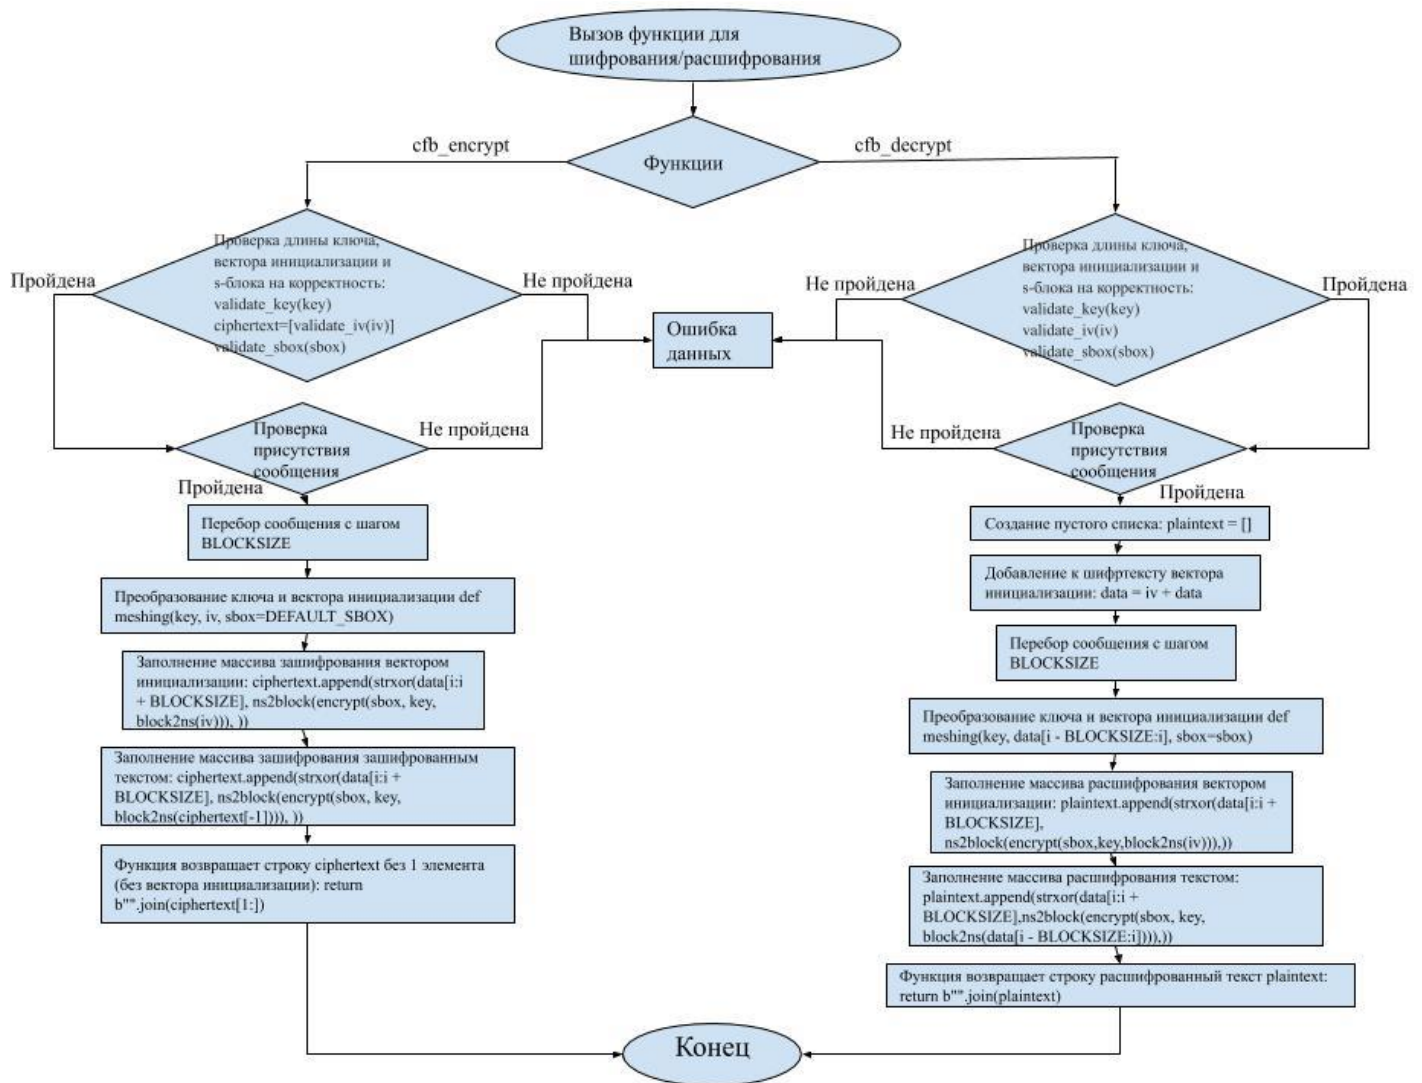 Вызов функции для
шифрования/расшифрования
cfb_encrypt
Функции
cfb_decrypt
Проверка длины ключа,
вектора инициализации и
s-блока на корректность:
validate_key(key)
ciphertext=[validate_iv(iv)]
validate_sbox(sbox)
Пройдена
Не пройдена
Ошибка
данных
Не пройдена
Проверка длины ключа,
вектора инициализации и
s-блока на корректность:
validate_key(key)
validate_iv(iv)
validate_sbox(sbox)
Пройдена
Проверка
присутствия
сообщения
Не пройдена
Пройдена
Не пройдена
Проверка
присутствия
сообщения
Пройдена
Перебор сообщения с шагом
BLOCKSIZE
Преобразование ключа и вектора инициализации def
meshing(key, iv, sbox=DEFAULT_SBOX)
Заполнение массива зашифрования вектором
инициализации: ciphertext.append(strxor(data[i:i
+ BLOCKSIZE], ns2block(encrypt(sbox, key,
block2ns(iv))), ))
Заполнение массива зашифрования зашифрованным
текстом: ciphertext.append(strxor(data[i:i +
BLOCKSIZE], ns2block(encrypt(sbox, key,
block2ns(ciphertext[-1]))), ))
Функция возвращает строку ciphertext без 1 элемента
(без вектора инициализации): return
b"".join(ciphertext[1:])
Создание пустого списка: plaintext = []
Добавление к шифртексту вектора
инициализации: data = iv + data
Перебор сообщения с шагом
BLOCKSIZE
Преобразование ключа и вектора инициализации def
meshing(key, data[i - BLOCKSIZE:i], sbox=sbox)
Заполнение массива расшифрования вектором
инициализации: plaintext.append(strxor(data[i:i +
BLOCKSIZE],
ns2block(encrypt(sbox,key,block2ns(iv))),))
Заполнение массива расшифрования текстом:
plaintext.append(strxor(data[i:i +
BLOCKSIZE],ns2block(encrypt(sbox, key,
block2ns(data[i - BLOCKSIZE:i]))),))
Функция возвращает строку расшифрованный текст plaintext:
return b"".join(plaintext)
Конец